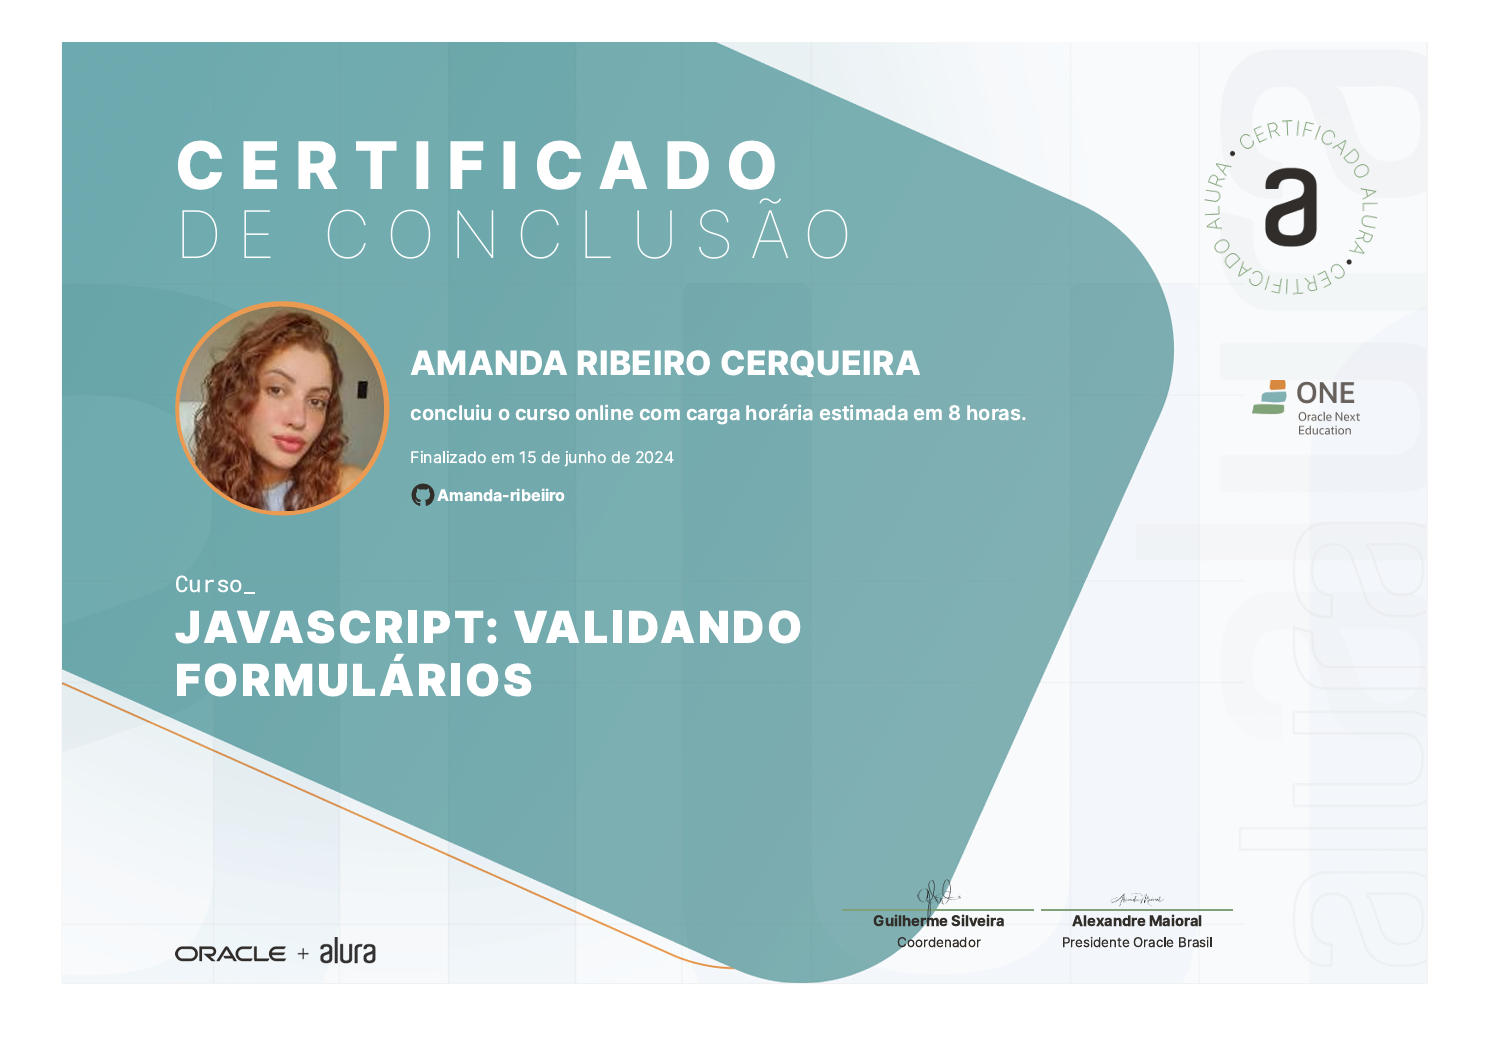 CERTIFICADO
DE CONCLUSÃO
CERTIFICADO ALURA • CERTIFICADO ALURA •
a
AMANDA RIBEIRO CERQUEIRA
concluiu o curso online com carga horária estimada em 8 horas.
Finalizado em 15 de junho de 2024
Amanda-ribeiiro
ONE
Oracle Next
Education
Curso_
JAVASCRIPT: VALIDANDO
FORMULÁRIOS
Guilherme Silveira
Coordenador
Alexandre Maioral
Presidente Oracle Brasil
ORACLE + alura
alura